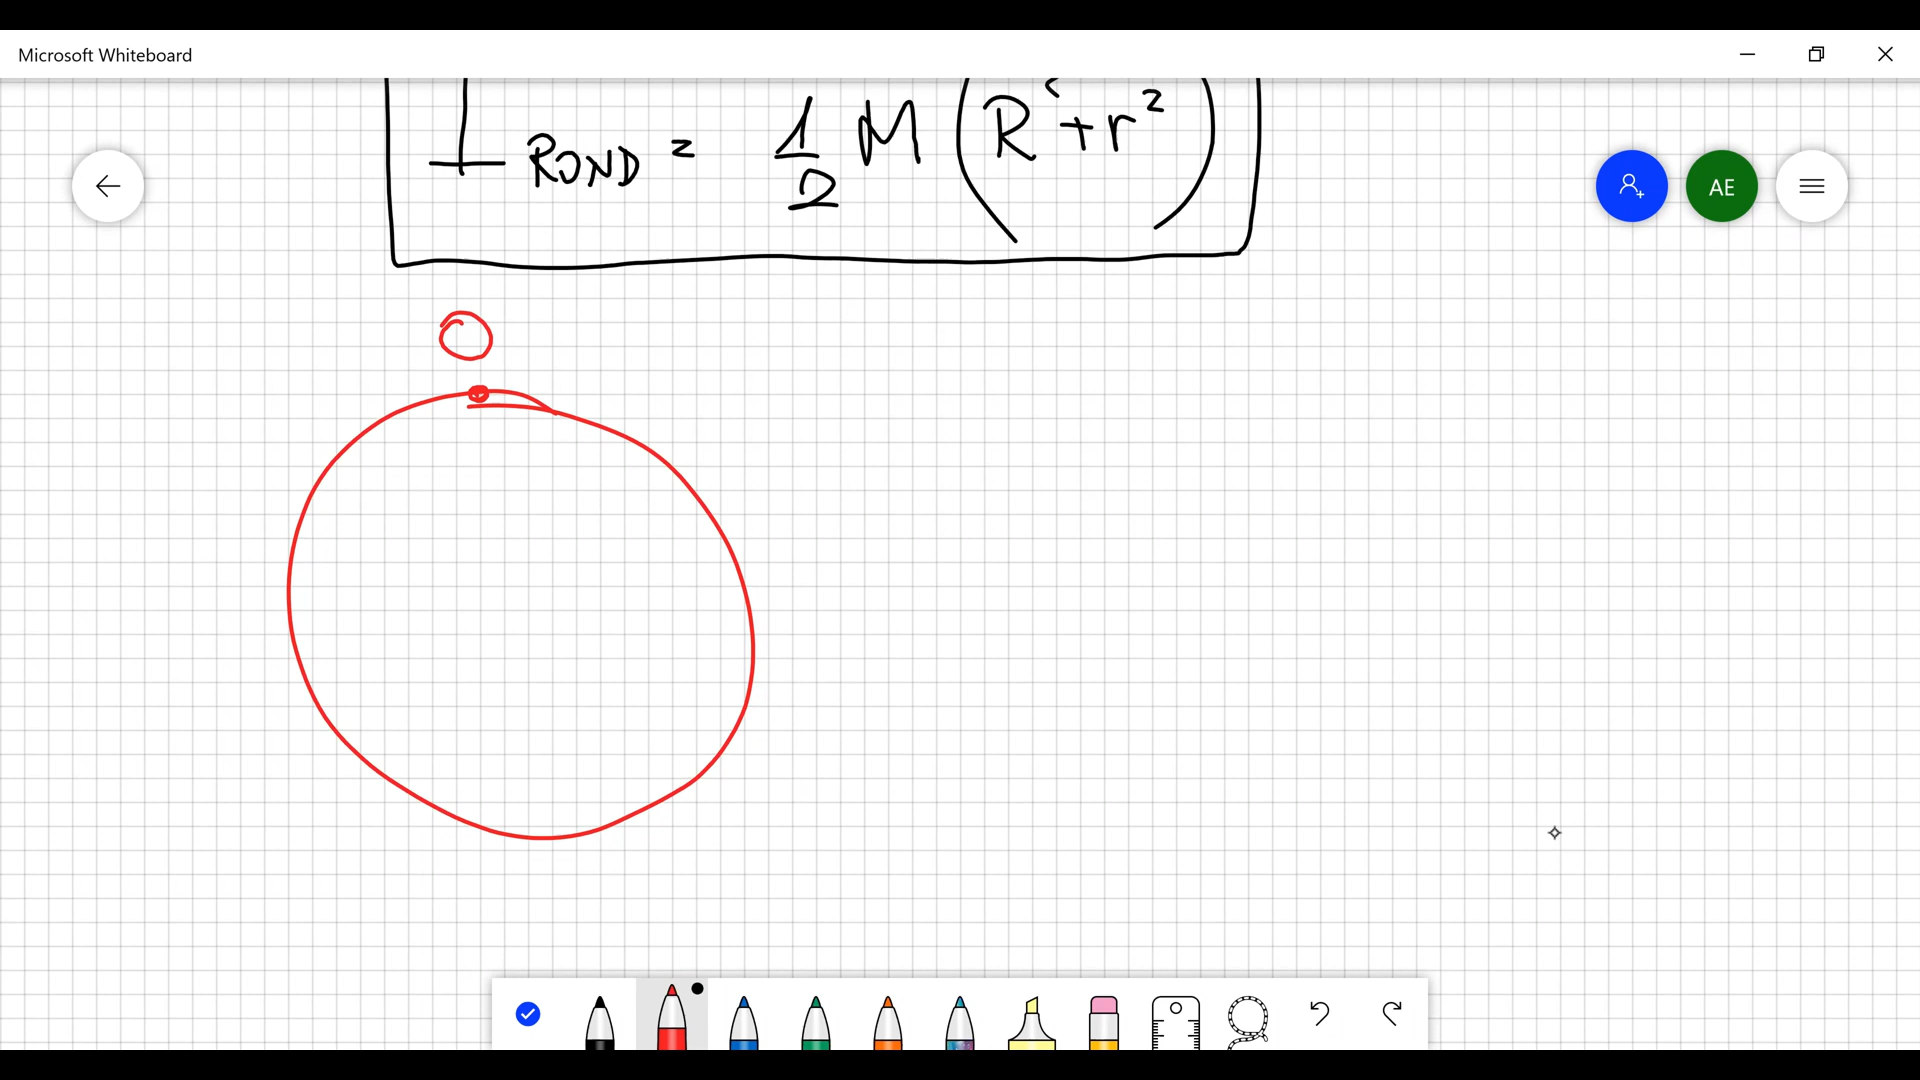 Microsoft Whiteboard
I ROND = 1/2 M (R² + r²)
AE
O